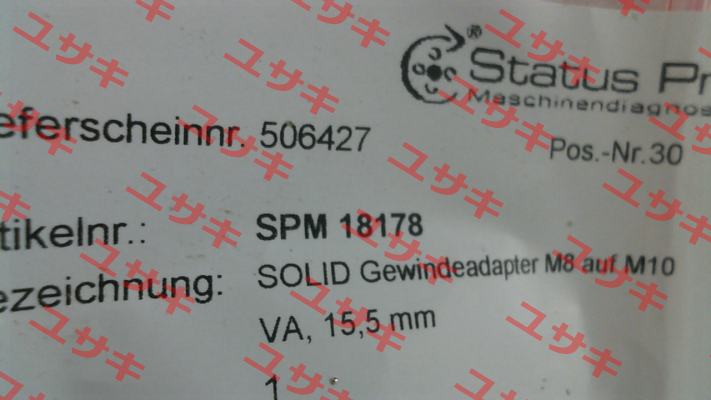 ® Status Pr
Maschinendiagnos
eferscheinnr. 506427
Pos.-Nr.30
tikelnr.: SPM 18178
ezeichnung: SOLID Gewindeadapter M8 auf M10
VA, 15,5 mm
1
ユサキ